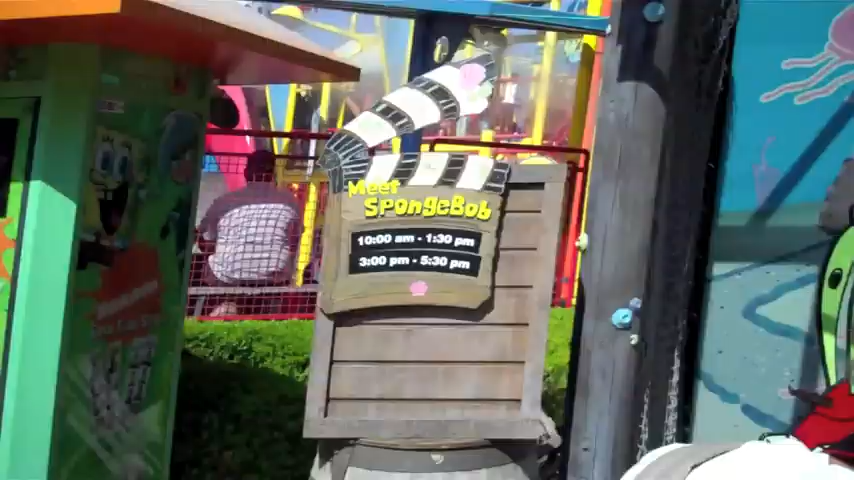 Meet
SpongeBob
10:00 am - 1:30 pm
3:00 pm - 5:30 pm